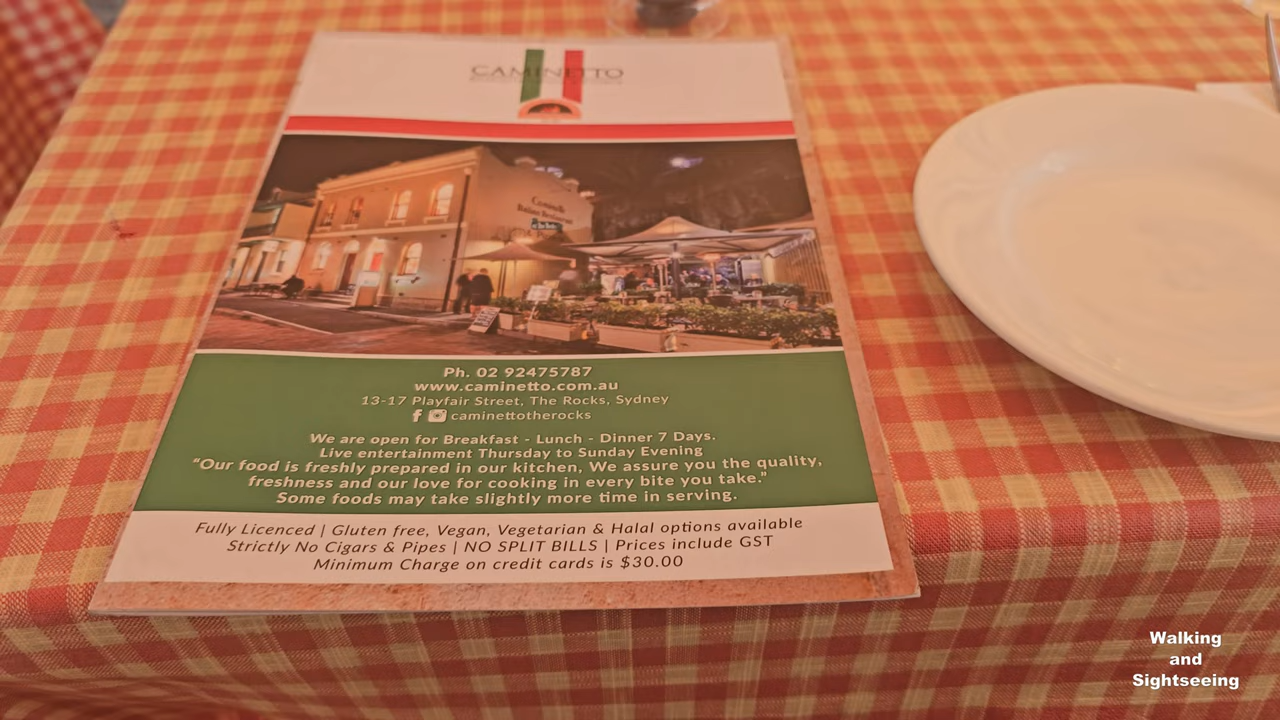 CAMINETTO
Caminetto
Italian Restaurant
Ph. 02 92475787
www.caminetto.com.au
13-17 Playfair Street, The Rocks, Sydney
caminettotherocks
We are open for Breakfast - Lunch - Dinner 7 Days.
Live entertainment Thursday to Sunday Evening
“Our food is freshly prepared in our kitchen, We assure you the quality,
freshness and our love for cooking in every bite you take.”
Some foods may take slightly more time in serving.
Fully Licenced | Gluten free, Vegan, Vegetarian & Halal options available
Strictly No Cigars & Pipes | NO SPLIT BILLS | Prices include GST
Minimum Charge on credit cards is $30.00
Walking
and
Sightseeing